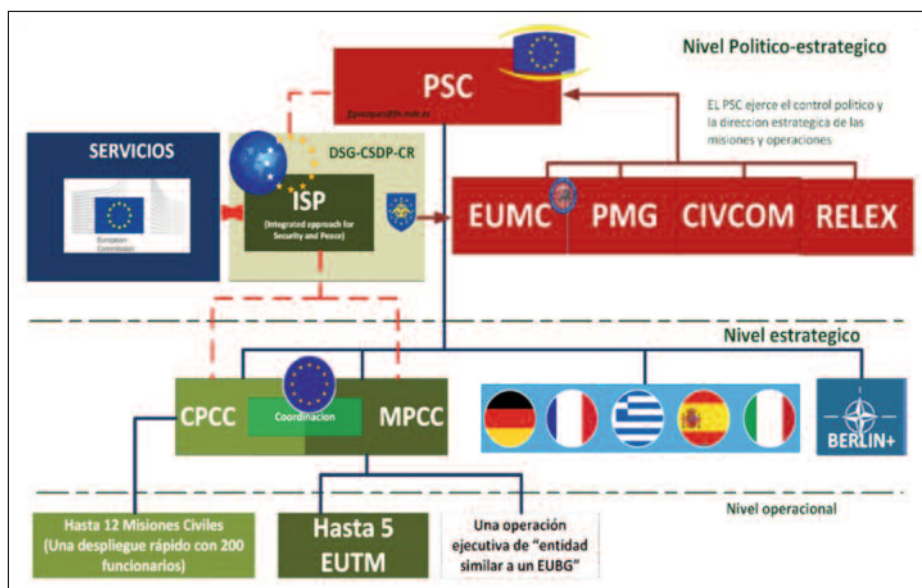 Nivel Politico-estrategico
PSC
EL PSC ejerce el control politico y
la direccion estrategica de las
misiones y operaciones
SERVICIOS
European
Commission
DSG-CSDP-CR
ISP
(Integrated approach for
Security and Peace)
EUMC
PMG
CIVCOM
RELEX
Nivel estrategico
CPCC
Coordinacion
MPCC
BERLIN+
Nivel operacional
Hasta 12 Misiones Civiles
(Una despliegue rápido con 200
funcionarios)
Hasta 5
EUTM
Una operación
ejecutiva de "entidad
similar a un EUBG"